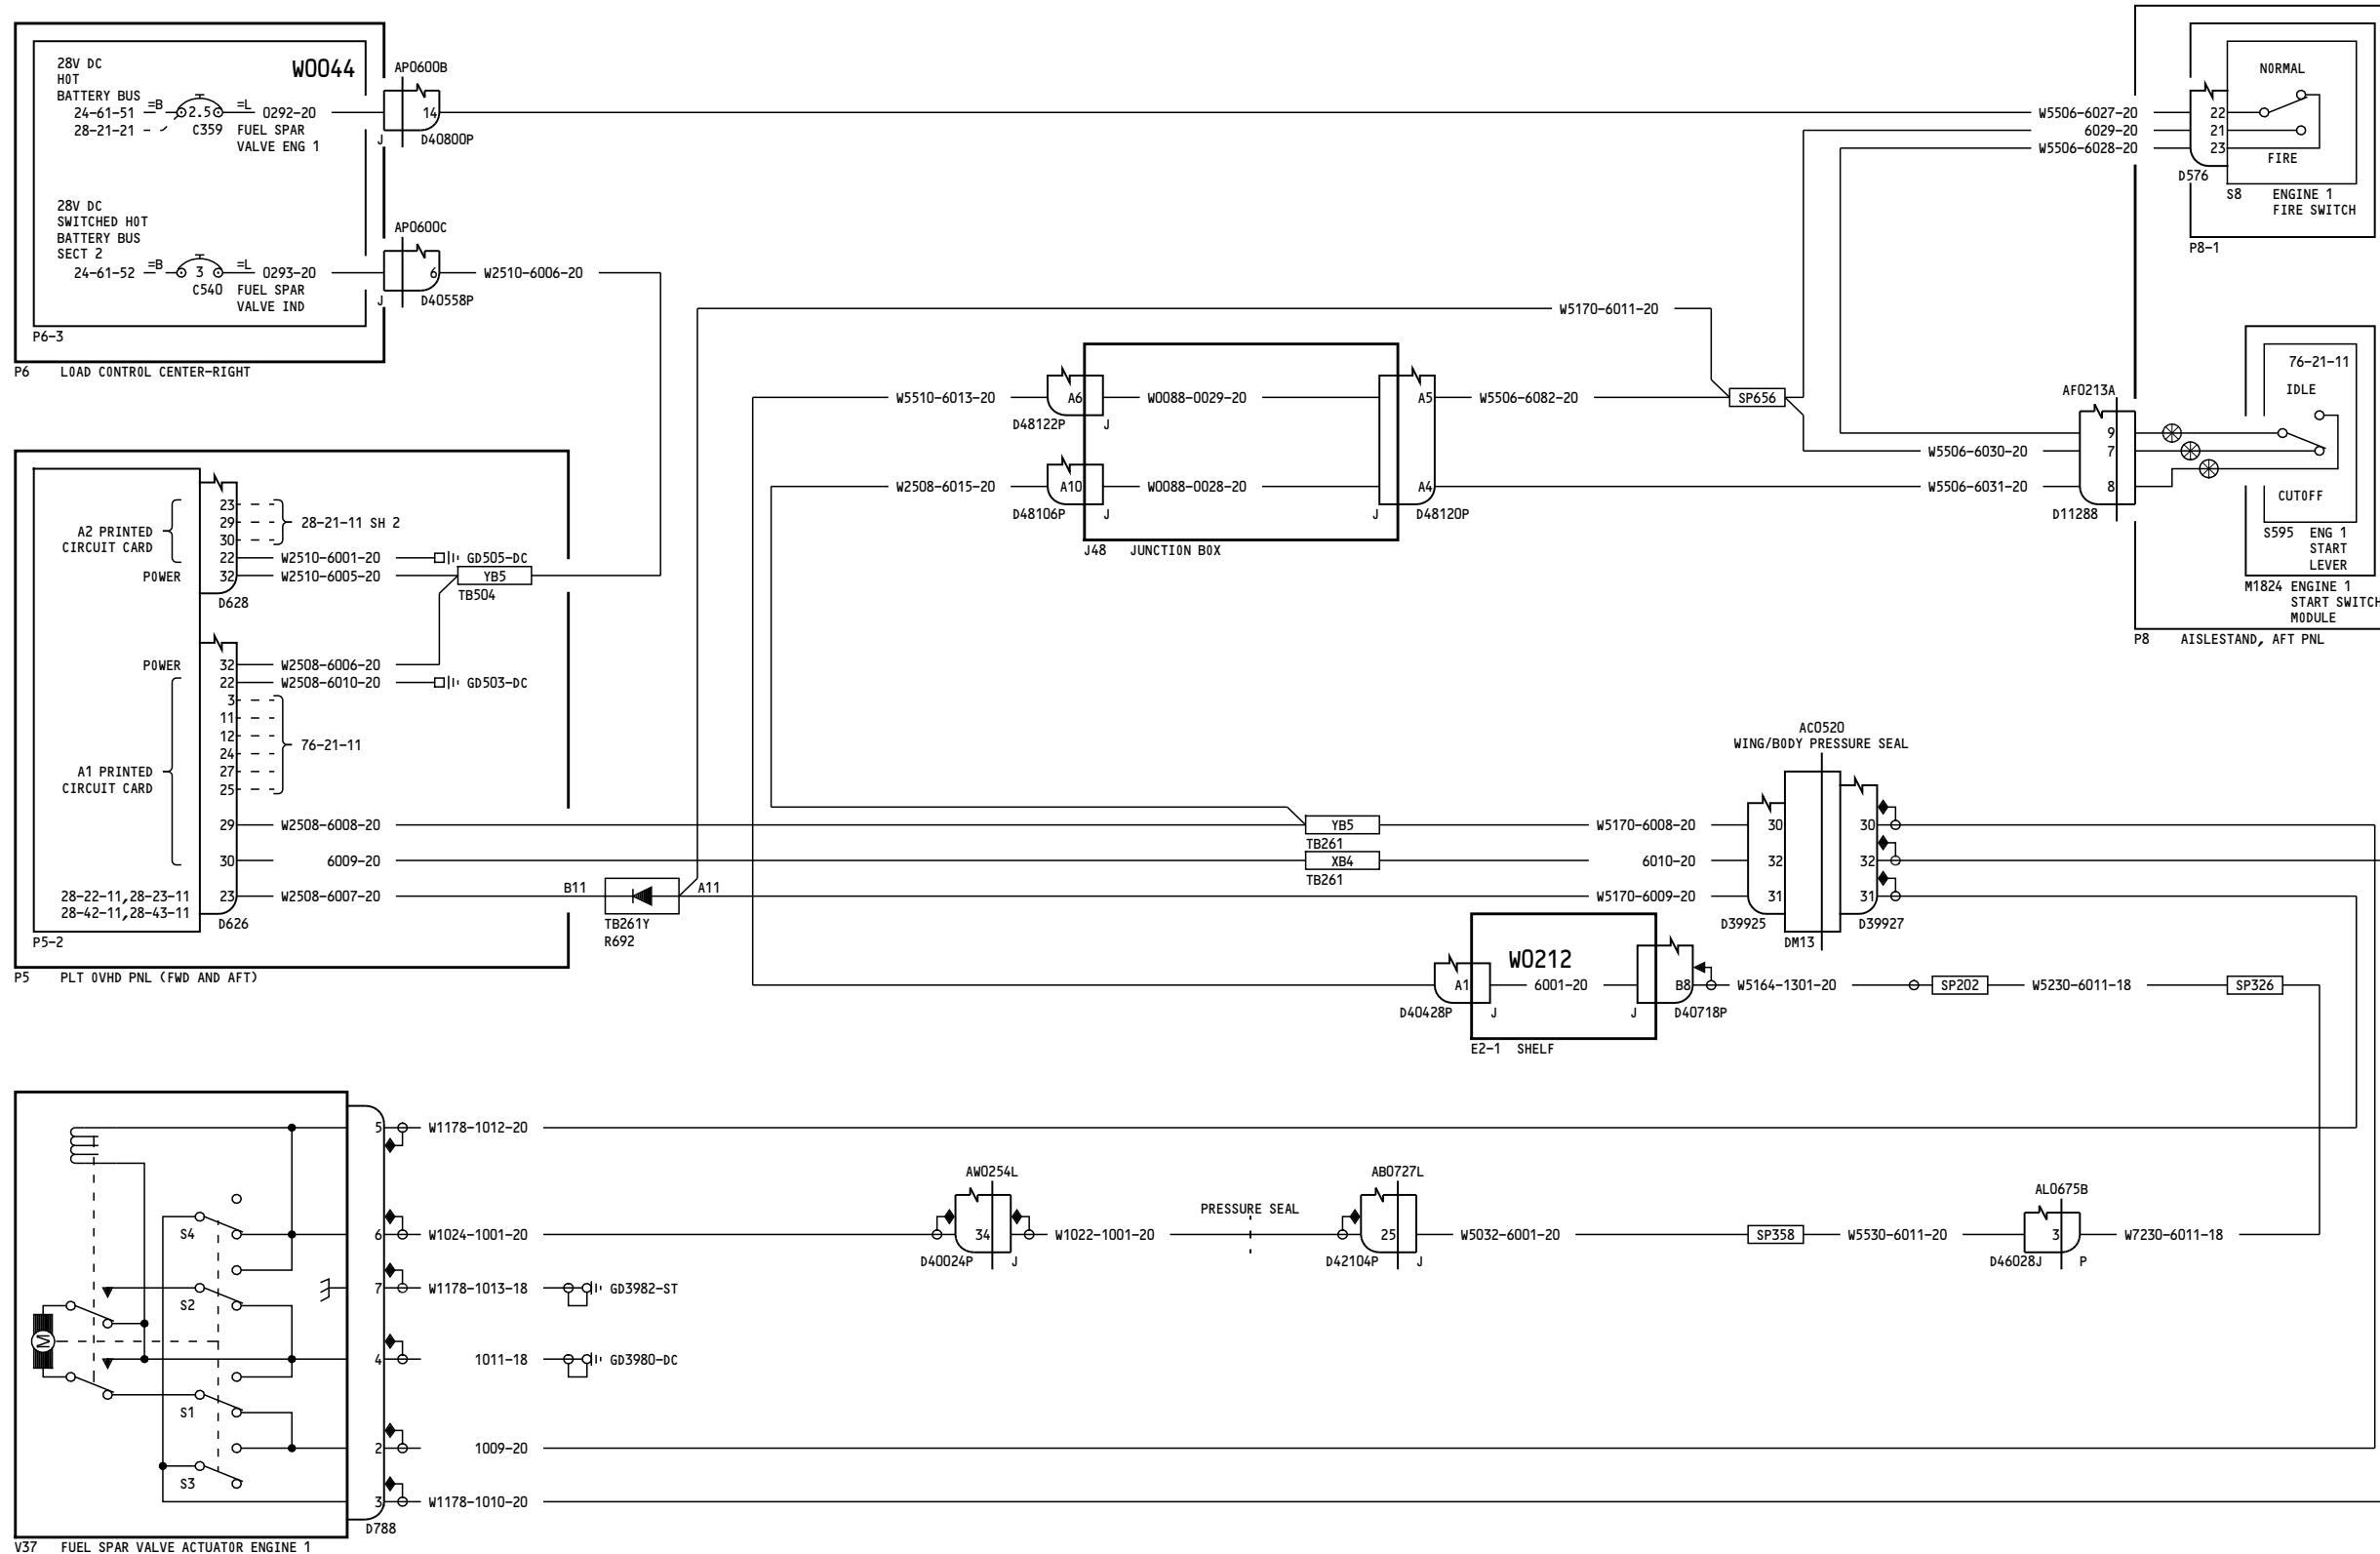 28V DC
HOT
BATTERY BUS
24-61-51
28-21-21
=B
2.5
C359
=L
0292-20
FUEL SPAR
VALVE ENG 1
W0044
AP0600B
14
J
D40800P
28V DC
SWITCHED HOT
BATTERY BUS
SECT 2
24-61-52
=B
3
C540
=L
0293-20
FUEL SPAR
VALVE IND
AP0600C
6
J
D40558P
W2510-6006-20
P6-3
P6 LOAD CONTROL CENTER-RIGHT
W5506-6027-20
6029-20
W5506-6028-20
22
21
23
D576
NORMAL
FIRE
S8 ENGINE 1
FIRE SWITCH
P8-1
W5170-6011-20
W5510-6013-20
A6
D48122P
J
W0088-0029-20
A5
W5506-6082-20
SP656
W2508-6015-20
A10
D48106P
J
W0088-0028-20
A4
J
D48120P
J48 JUNCTION BOX
W5506-6030-20
W5506-6031-20
AF0213A
9
7
8
D11288
76-21-11
IDLE
CUTOFF
S595 ENG 1
START
LEVER
M1824 ENGINE 1
START SWITCH
MODULE
P8 AISLESTAND, AFT PNL
A2 PRINTED
CIRCUIT CARD
POWER
23
29
30
22
32
D628
28-21-11 SH 2
W2510-6001-20
GD505-DC
W2510-6005-20
YB5
TB504
POWER
32
22
3
11
12
24
27
25
29
30
23
D626
W2508-6006-20
W2508-6010-20
GD503-DC
76-21-11
A1 PRINTED
CIRCUIT CARD
28-22-11,28-23-11
28-42-11,28-43-11
W2508-6008-20
6009-20
W2508-6007-20
P5-2
P5 PLT OVHD PNL (FWD AND AFT)
B11
A11
TB261Y
R692
YB5
TB261
XB4
TB261
W5170-6008-20
6010-20
W5170-6009-20
AC0520
WING/BODY PRESSURE SEAL
30
32
31
D39925
DM13
30
32
31
D39927
W0212
A1
D40428P
J
6001-20
J
B8
D40718P
E2-1 SHELF
W5164-1301-20
SP202
W5230-6011-18
SP326
S4
S2
M
S1
S3
5
6
7
4
2
3
D788
W1178-1012-20
W1024-1001-20
W1178-1013-18
GD3982-ST
1011-18
GD3980-DC
1009-20
W1178-1010-20
AW0254L
34
D40024P
J
W1022-1001-20
PRESSURE SEAL
AB0727L
25
D42104P
J
W5032-6001-20
SP358
W5530-6011-20
AL0675B
3
D46028J
P
W7230-6011-18
V37 FUEL SPAR VALVE ACTUATOR ENGINE 1